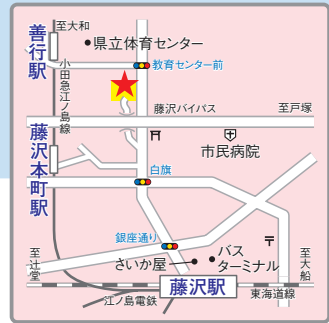 至大和
善行駅
県立体育センター
教育センター前
小田急江ノ島線
藤沢バイパス
至戸塚
市民病院
藤沢本町駅
白旗
銀座通り
至辻堂
さいか屋
バス
ターミナル
至大船
藤沢駅
江ノ島電鉄
東海道線